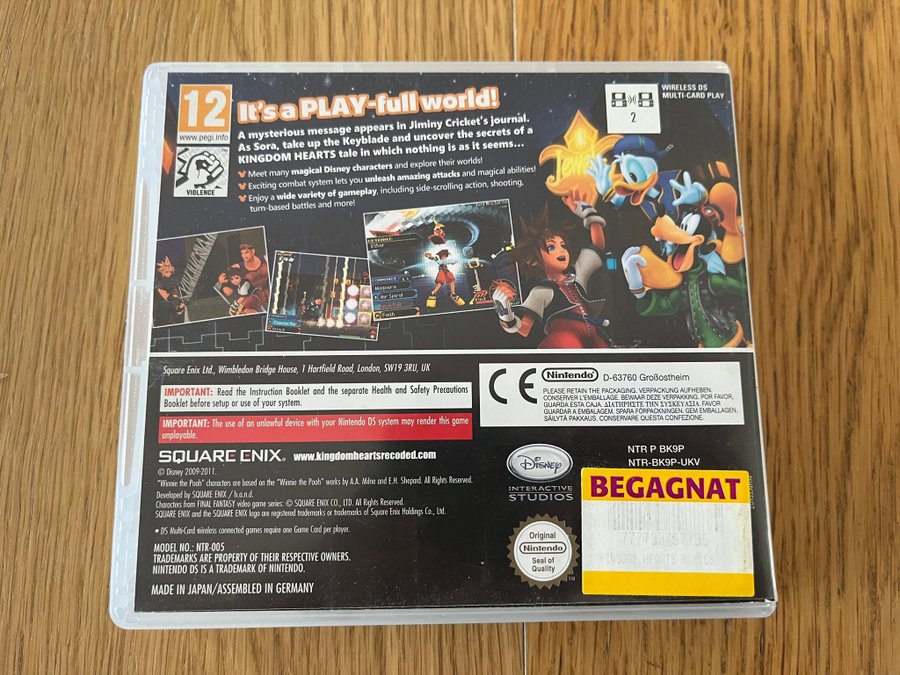 12
www.pegi.info
VIOLENCE
It's a PLAY-full world!
A mysterious message appears in Jiminy Cricket's journal.
As Sora, take up the Keyblade and uncover the secrets of a
KINGDOM HEARTS tale in which nothing is as it seems...
Meet many magical Disney characters and explore their worlds!
Exciting combat system lets you unleash amazing attacks and magical abilities!
Enjoy a wide variety of gameplay, including side-scrolling action, shooting,
turn-based battles and more!
2
WIRELESS DS
MULTI-CARD PLAY
Square Enix Ltd., Wimbledon Bridge House, 1 Hartfield Road, London, SW19 3RU, UK
IMPORTANT: Read the Instruction Booklet and the separate Health and Safety Precautions
Booklet before setup or use of your system.
IMPORTANT: The use of an unlawful device with your Nintendo DS system may render this game
unplayable.
CE
Nintendo
D-63760 Großostheim
PLEASE RETAIN THE PACKAGING. VERPACKUNG AUFHEBEN.
CONSERVER L'EMBALLAGE. BEWAAR DEZE VERPAKKING. POR FAVOR,
GUARDA ESTA CAJA. ΔΙΑΤΗΡΗΣΤΕ ΤΗΝ ΣΥΣΚΕΥΑΣΙΑ. FAVOR
GUARDAR A EMBALAGEM. SPARA FÖRPACKNINGEN. GEM EMBALLAGEN.
SÄILYTÄ PAKKAUS. CONSERVARE QUESTA CONFEZIONE.
SQUARE ENIX. www.kingdomheartsrecoded.com
© Disney 2009-2011.
"Winnie the Pooh" characters are based on the "Winnie the Pooh" works by A.A. Milne and E.H. Shepard. All Rights Reserved.
Developed by SQUARE ENIX / h.a.n.d.
Characters from FINAL FANTASY video game series: © SQUARE ENIX CO., LTD. All Rights Reserved.
SQUARE ENIX and the SQUARE ENIX logo are registered trademarks or trademarks of Square Enix Holdings Co., Ltd.
• DS Multi-Card wireless connected games require one Game Card per player.
MODEL NO.: NTR-005
TRADEMARKS ARE PROPERTY OF THEIR RESPECTIVE OWNERS.
NINTENDO DS IS A TRADEMARK OF NINTENDO.
MADE IN JAPAN/ASSEMBLED IN GERMANY
Disney
INTERACTIVE
STUDIOS
Original
Nintendo
Seal of
Quality
NTR P BK9P
NTR-BK9P-UKV
BEGAGNAT